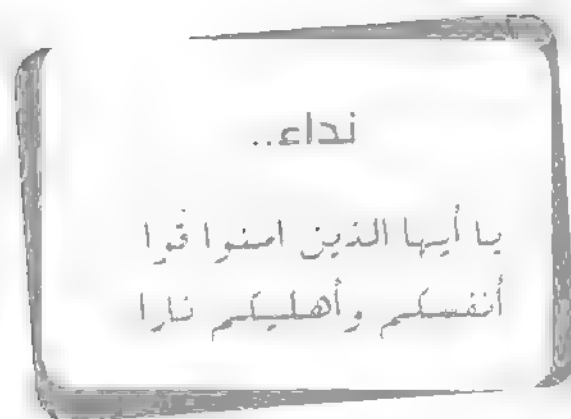 نداء..
يا أيها الذين امنوا قوا
أنفسكم وأهليكم نارا